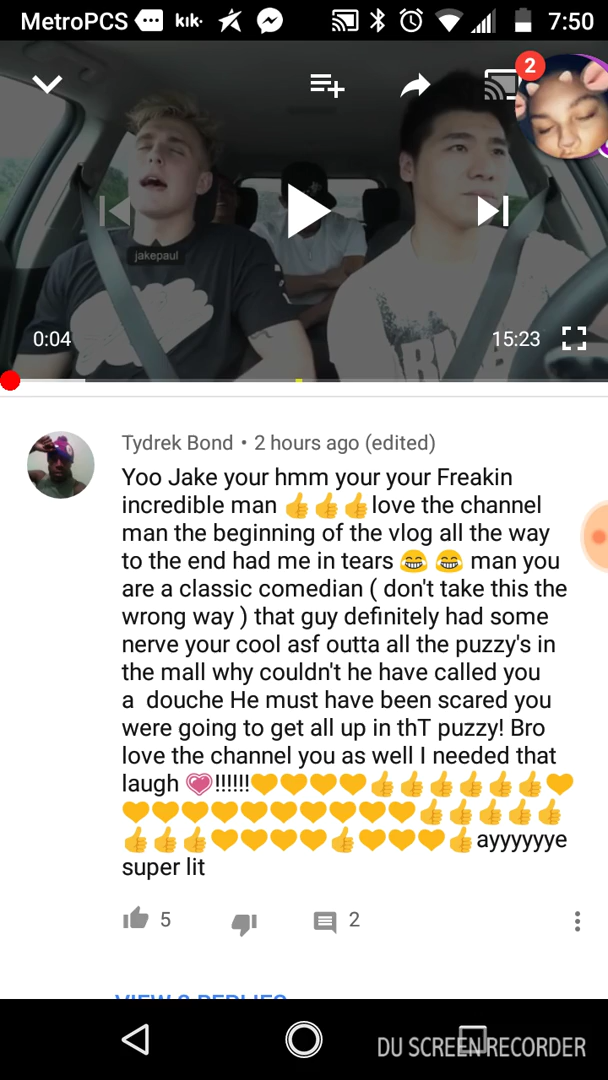 MetroPCS kik· 7:50
2
jakepaul
0:04 15:23
Tydrek Bond • 2 hours ago (edited)
Yoo Jake your hmm your your Freakin
incredible man 👍👍👍love the channel
man the beginning of the vlog all the way
to the end had me in tears 😂 😂 man you
are a classic comedian ( don't take this the
wrong way ) that guy definitely had some
nerve your cool asf outta all the puzzy's in
the mall why couldn't he have called you
a  douche He must have been scared you
were going to get all up in thT puzzy! Bro
love the channel you as well I needed that
laugh 💗!!!!!!💛💛💛💛👍👍👍👍👍👍💛
💛💛💛💛💛💛💛💛💛💛👍👍👍👍👍
👍👍👍💛💛💛💛👍💛💛💛👍ayyyyyye
super lit
5 2
VIEW 2 REPLIES
DU SCREEN RECORDER